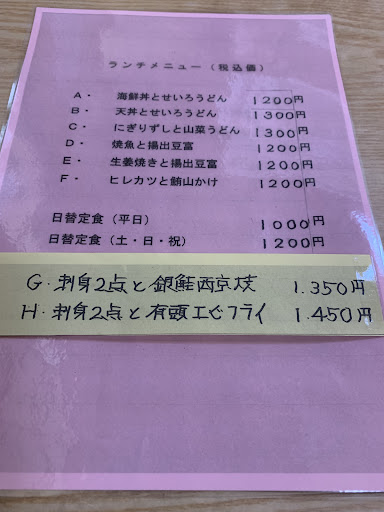 ランチメニュー（税込価）
A・ 海鮮丼とせいろうどん 1200円
B・ 天丼とせいろうどん 1300円
C・ にぎりずしと山菜うどん 1300円
D・ 焼魚と揚出豆富 1200円
E・ 生姜焼きと揚出豆富 1200円
F・ ヒレカツと鮪山かけ 1200円
日替定食（平日） 1000円
日替定食（土・日・祝） 1200円
G・刺身2点と銀鮭西京焼 1.350円
H・刺身2点と有頭エビフライ 1.450円